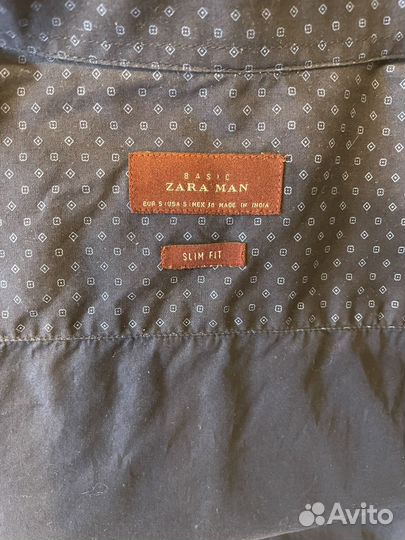 BASIC
ZARA MAN
EUR S | USA S | MEX 38 MADE IN INDIA
SLIM FIT
Avito